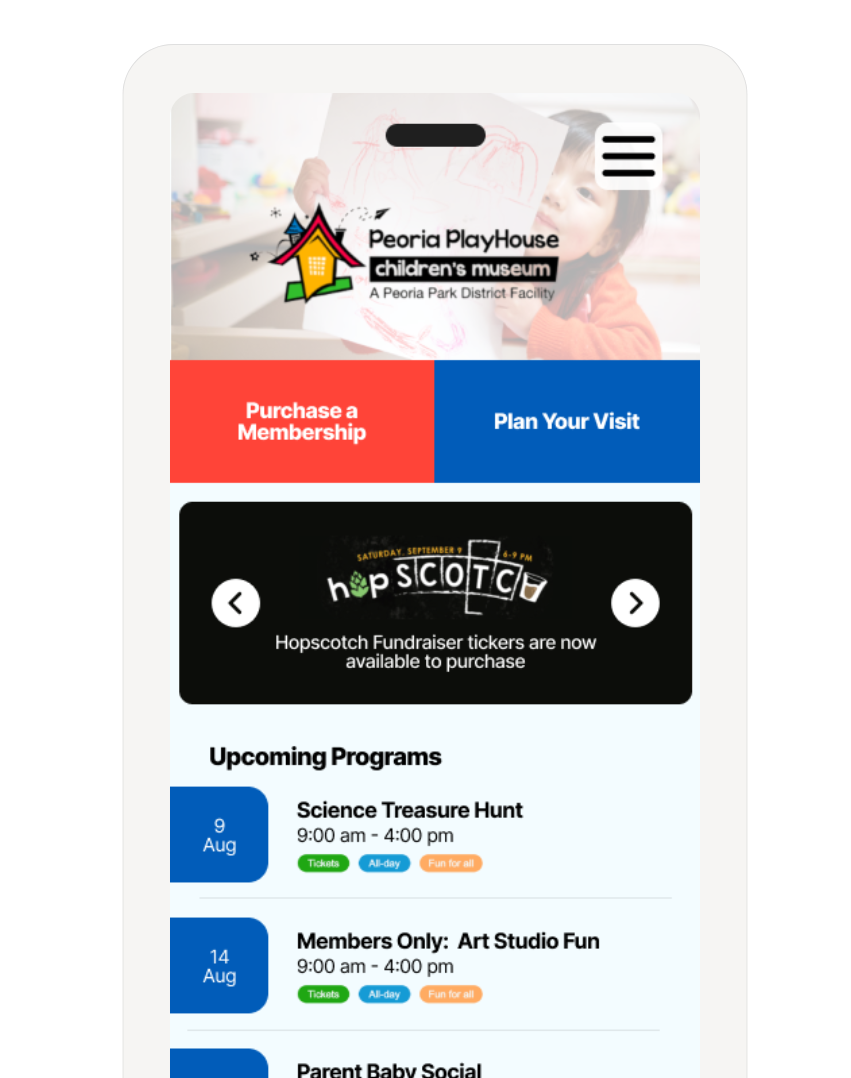 Peoria PlayHouse
children's museum
A Peoria Park District Facility
Purchase a
Membership
Plan Your Visit
SATURDAY, SEPTEMBER 9
6-9 PM
hopSCOTCH
Hopscotch Fundraiser tickers are now
available to purchase
Upcoming Programs
9
Aug
Science Treasure Hunt
9:00 am - 4:00 pm
Tickets All-day Fun for all
14
Aug
Members Only:  Art Studio Fun
9:00 am - 4:00 pm
Tickets All-day Fun for all
Parent Baby Social